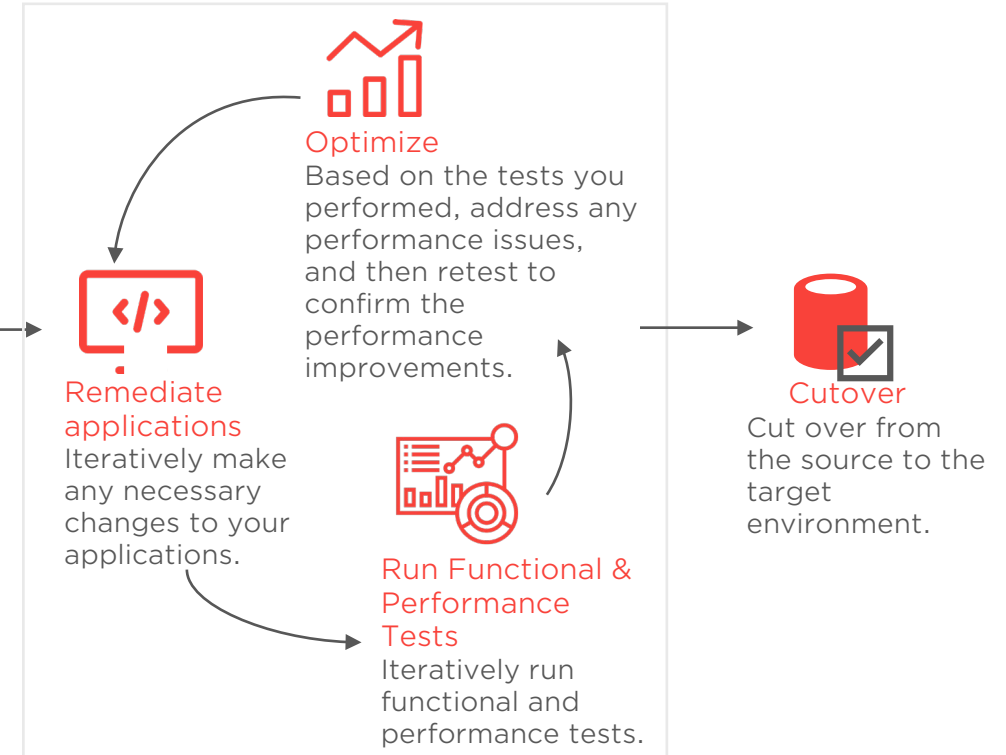 Optimize
Based on the tests you
performed, address any
performance issues,
and then retest to
confirm the
performance
improvements.
Remediate
applications
Iteratively make
any necessary
changes to your
applications.
Run Functional &
Performance
Tests
Iteratively run
functional and
performance tests.
Cutover
Cut over from
the source to the
target
environment.